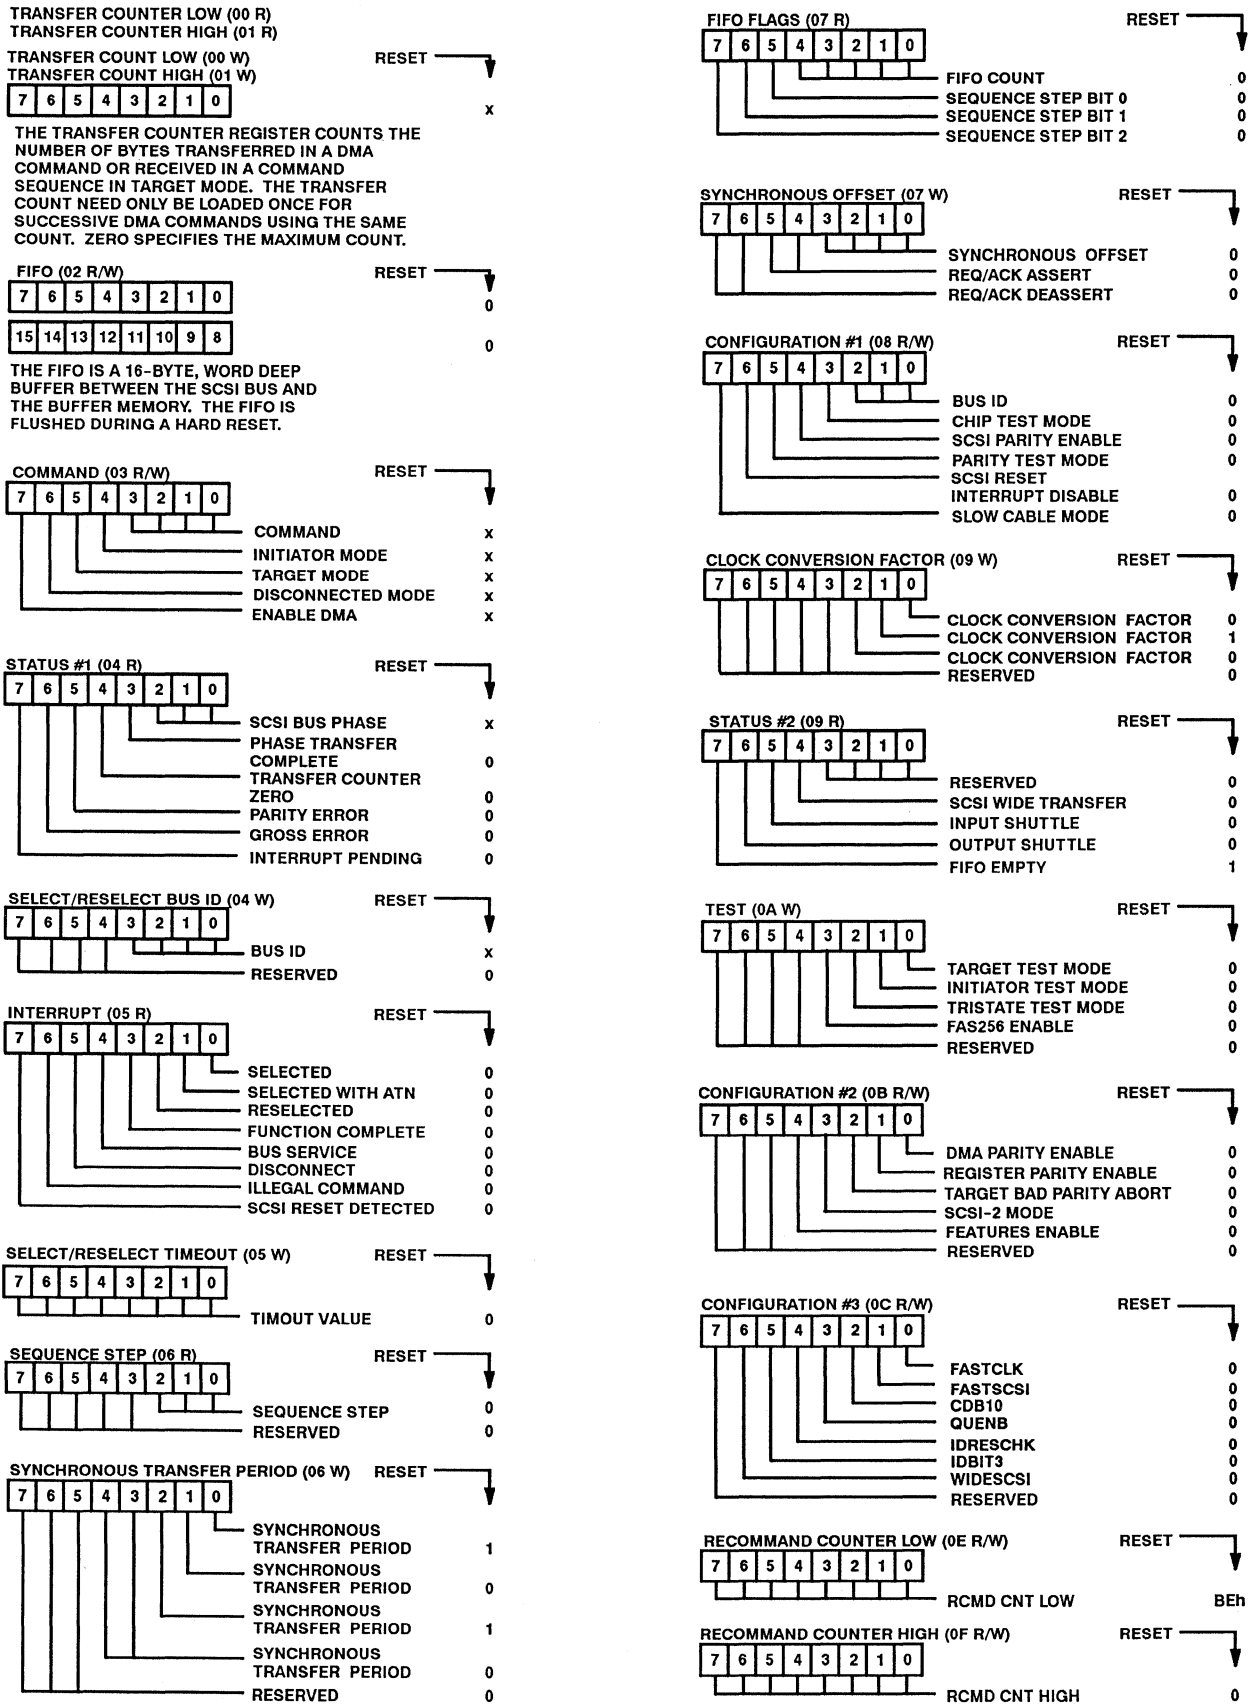 TRANSFER COUNTER LOW (00 R)
TRANSFER COUNTER HIGH (01 R)
TRANSFER COUNT LOW (00 W) RESET
TRANSFER COUNT HIGH (01 W)
7 6 5 4 3 2 1 0
x
THE TRANSFER COUNTER REGISTER COUNTS THE
NUMBER OF BYTES TRANSFERRED IN A DMA
COMMAND OR RECEIVED IN A COMMAND
SEQUENCE IN TARGET MODE. THE TRANSFER
COUNT NEED ONLY BE LOADED ONCE FOR
SUCCESSIVE DMA COMMANDS USING THE SAME
COUNT. ZERO SPECIFIES THE MAXIMUM COUNT.
FIFO (02 R/W) RESET
7 6 5 4 3 2 1 0
0
15 14 13 12 11 10 9 8
0
THE FIFO IS A 16-BYTE, WORD DEEP
BUFFER BETWEEN THE SCSI BUS AND
THE BUFFER MEMORY. THE FIFO IS
FLUSHED DURING A HARD RESET.
COMMAND (03 R/W) RESET
7 6 5 4 3 2 1 0
COMMAND x
INITIATOR MODE x
TARGET MODE x
DISCONNECTED MODE x
ENABLE DMA x
STATUS #1 (04 R) RESET
7 6 5 4 3 2 1 0
SCSI BUS PHASE x
PHASE TRANSFER
COMPLETE 0
TRANSFER COUNTER
ZERO 0
PARITY ERROR 0
GROSS ERROR 0
INTERRUPT PENDING 0
SELECT/RESELECT BUS ID (04 W) RESET
7 6 5 4 3 2 1 0
BUS ID x
RESERVED 0
INTERRUPT (05 R) RESET
7 6 5 4 3 2 1 0
SELECTED 0
SELECTED WITH ATN 0
RESELECTED 0
FUNCTION COMPLETE 0
BUS SERVICE 0
DISCONNECT 0
ILLEGAL COMMAND 0
SCSI RESET DETECTED 0
SELECT/RESELECT TIMEOUT (05 W) RESET
7 6 5 4 3 2 1 0
TIMOUT VALUE 0
SEQUENCE STEP (06 R) RESET
7 6 5 4 3 2 1 0
SEQUENCE STEP 0
RESERVED 0
SYNCHRONOUS TRANSFER PERIOD (06 W) RESET
7 6 5 4 3 2 1 0
SYNCHRONOUS
TRANSFER PERIOD 1
SYNCHRONOUS
TRANSFER PERIOD 0
SYNCHRONOUS
TRANSFER PERIOD 1
SYNCHRONOUS
TRANSFER PERIOD 0
RESERVED 0
FIFO FLAGS (07 R) RESET
7 6 5 4 3 2 1 0
FIFO COUNT 0
SEQUENCE STEP BIT 0 0
SEQUENCE STEP BIT 1 0
SEQUENCE STEP BIT 2 0
SYNCHRONOUS OFFSET (07 W) RESET
7 6 5 4 3 2 1 0
SYNCHRONOUS OFFSET 0
REQ/ACK ASSERT 0
REQ/ACK DEASSERT 0
CONFIGURATION #1 (08 R/W) RESET
7 6 5 4 3 2 1 0
BUS ID 0
CHIP TEST MODE 0
SCSI PARITY ENABLE 0
PARITY TEST MODE 0
SCSI RESET
INTERRUPT DISABLE 0
SLOW CABLE MODE 0
CLOCK CONVERSION FACTOR (09 W) RESET
7 6 5 4 3 2 1 0
CLOCK CONVERSION FACTOR 0
CLOCK CONVERSION FACTOR 1
CLOCK CONVERSION FACTOR 0
RESERVED 0
STATUS #2 (09 R) RESET
7 6 5 4 3 2 1 0
RESERVED 0
SCSI WIDE TRANSFER 0
INPUT SHUTTLE 0
OUTPUT SHUTTLE 0
FIFO EMPTY 1
TEST (0A W) RESET
7 6 5 4 3 2 1 0
TARGET TEST MODE 0
INITIATOR TEST MODE 0
TRISTATE TEST MODE 0
FAS256 ENABLE 0
RESERVED 0
CONFIGURATION #2 (0B R/W) RESET
7 6 5 4 3 2 1 0
DMA PARITY ENABLE 0
REGISTER PARITY ENABLE 0
TARGET BAD PARITY ABORT 0
SCSI-2 MODE 0
FEATURES ENABLE 0
RESERVED 0
CONFIGURATION #3 (0C R/W) RESET
7 6 5 4 3 2 1 0
FASTCLK 0
FASTSCSI 0
CDB10 0
QUENB 0
IDRESCHK 0
IDBIT3 0
WIDESCSI 0
RESERVED 0
RECOMMAND COUNTER LOW (0E R/W) RESET
7 6 5 4 3 2 1 0
RCMD CNT LOW BEh
RECOMMAND COUNTER HIGH (0F R/W) RESET
7 6 5 4 3 2 1 0
RCMD CNT HIGH 0